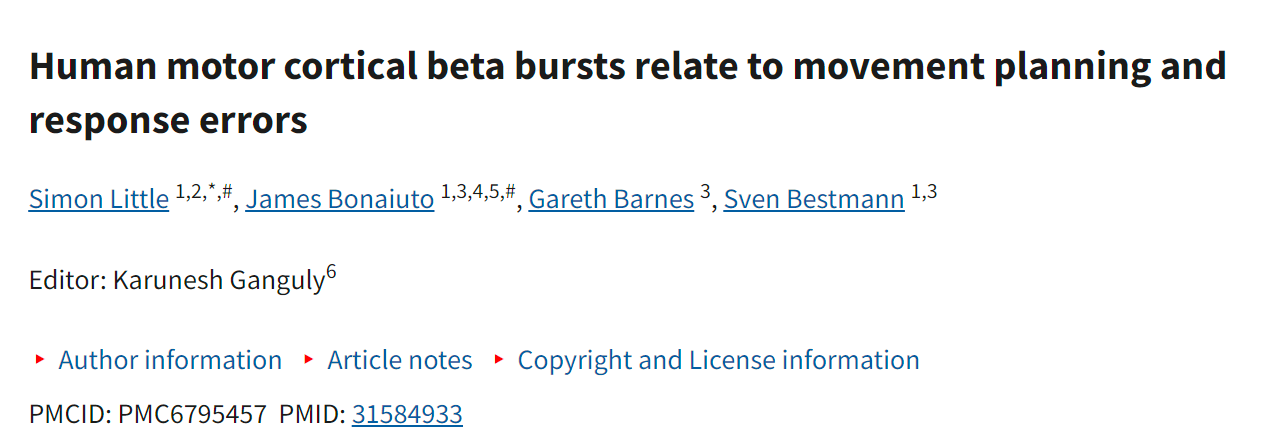 Human motor cortical beta bursts relate to movement planning and
response errors
Simon Little 1,2,*,#, James Bonaiuto 1,3,4,5,#, Gareth Barnes 3, Sven Bestmann 1,3
Editor: Karunesh Ganguly6
Author information Article notes Copyright and License information
PMCID: PMC6795457 PMID: 31584933